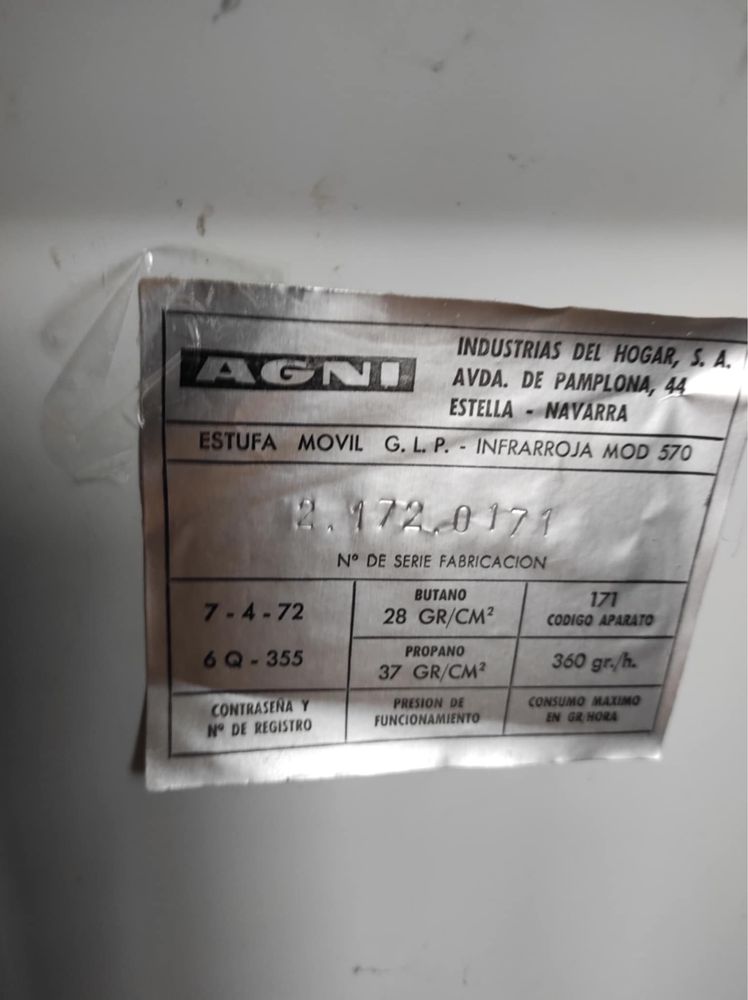 AGNI
INDUSTRIAS DEL HOGAR, S. A.
AVDA. DE PAMPLONA, 44
ESTELLA - NAVARRA
ESTUFA MOVIL G. L. P. - INFRARROJA MOD 570
2.172.0171
Nº DE SERIE FABRICACION
7-4-72
6 Q-355
CONTRASEÑA Y
Nº DE REGISTRO
BUTANO
28 GR/CM²
PROPANO
37 GR/CM²
PRESION DE
FUNCIONAMIENTO
171
CODIGO APARATO
360 gr./h.
CONSUMO MAXIMO
EN GR/HORA